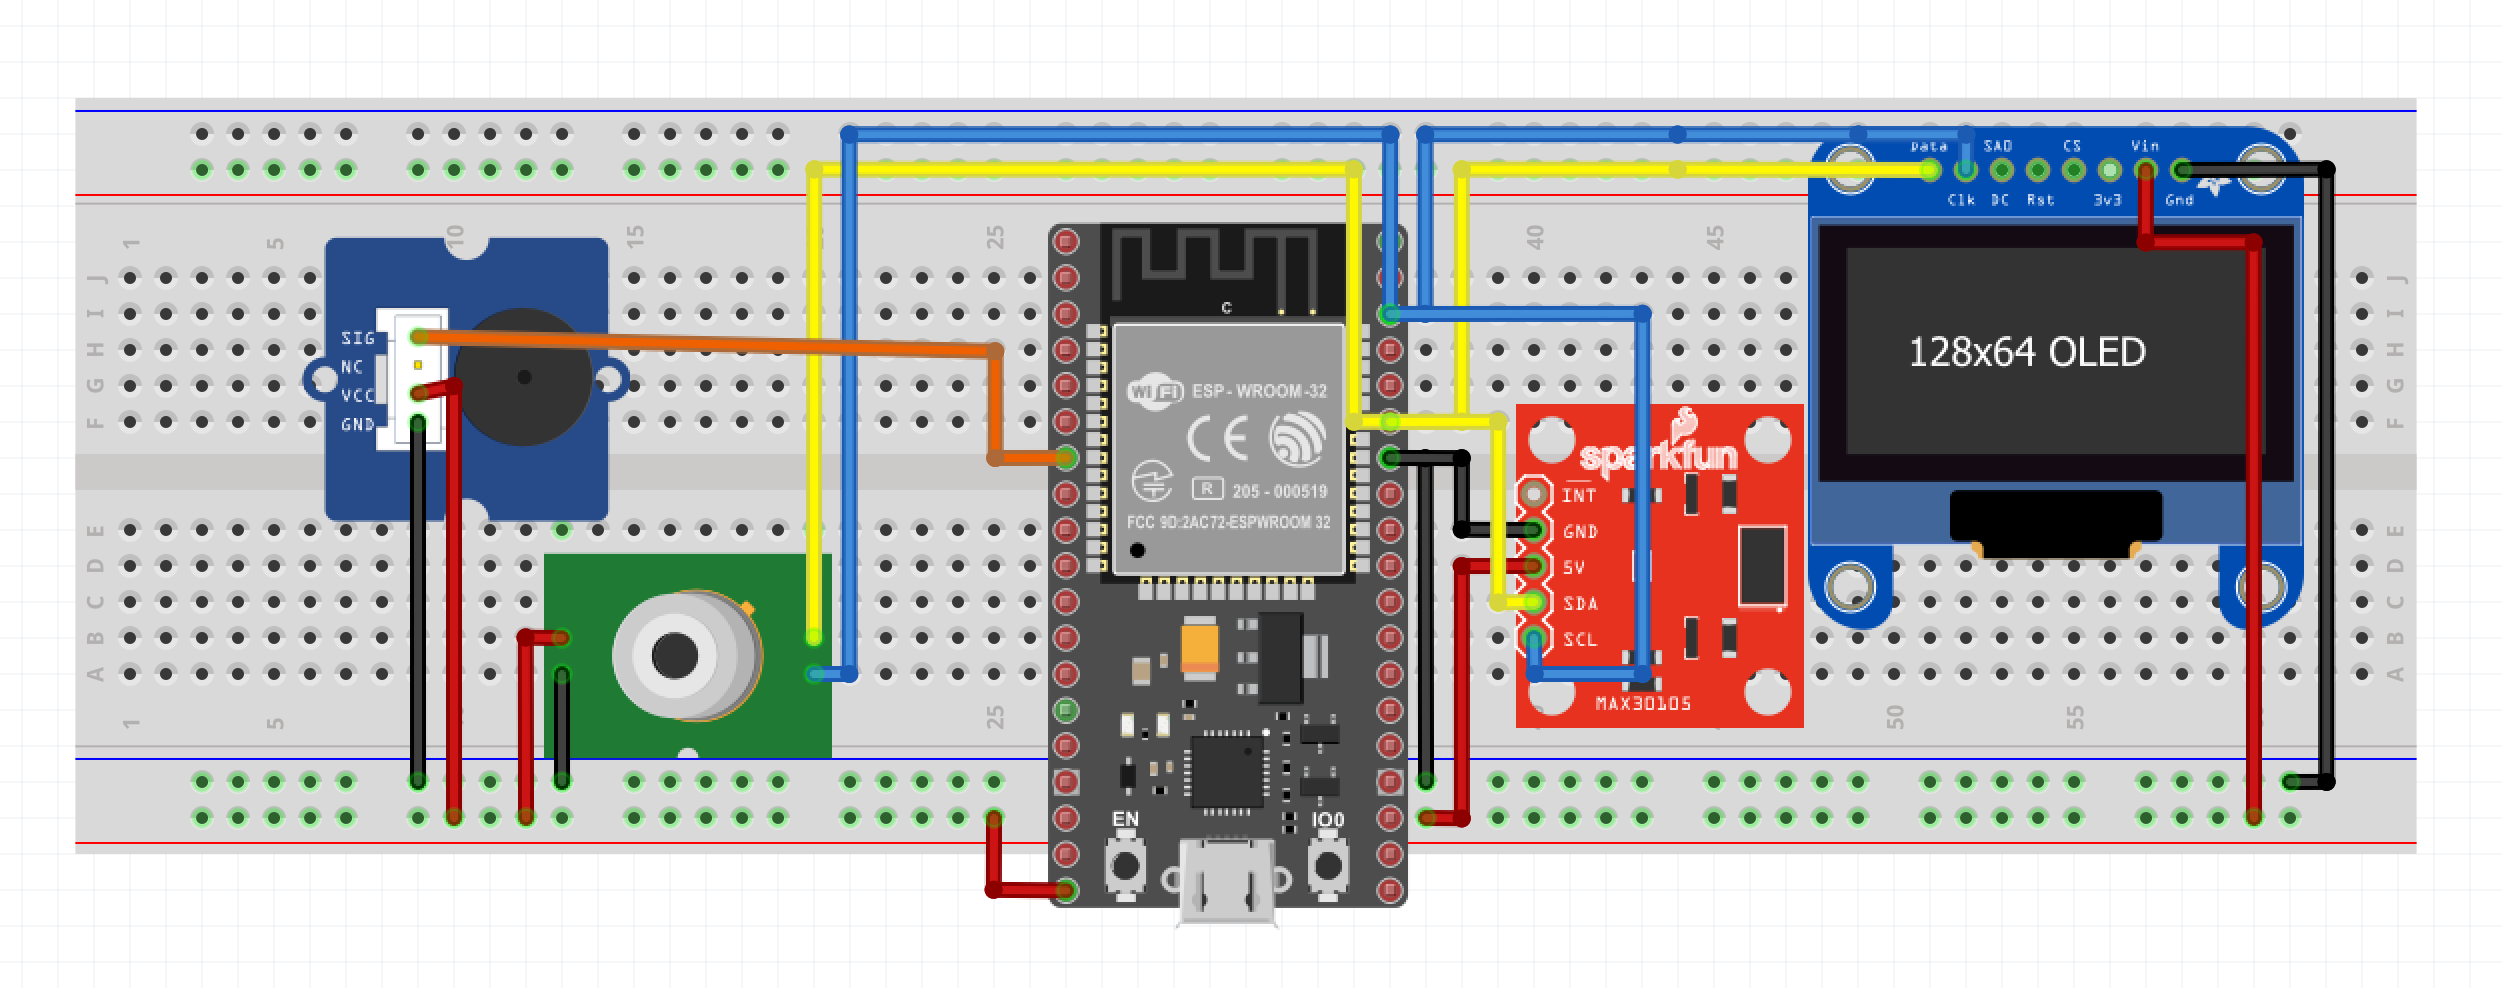 data SAO CS Vin
Clk DC Rst 3v3 Gnd
1 5 10 15 25 40 45
J J
I I
H H
G G
F F
SIG
NC
VCC
GND
C
WiFi ESP-WROOM-32
CE
R 205-000519
FCC 9D:2AC72-ESPWROOM 32
128x64 OLED
sparkfun
INT
GND
5V
SDA
SCL
MAX30105
E E
D D
C C
B B
A A
1 5 25 50 55
EN IO0